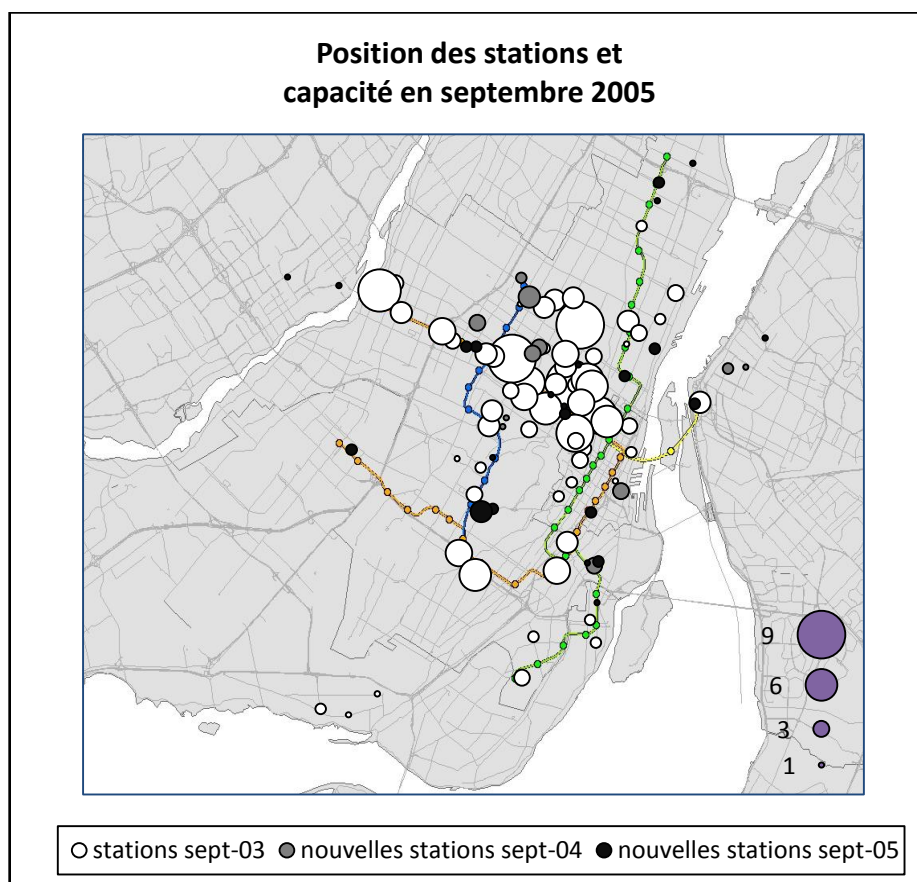 Position des stations et
capacité en septembre 2005
9
6
3
1
stations sept-03 nouvelles stations sept-04 nouvelles stations sept-05